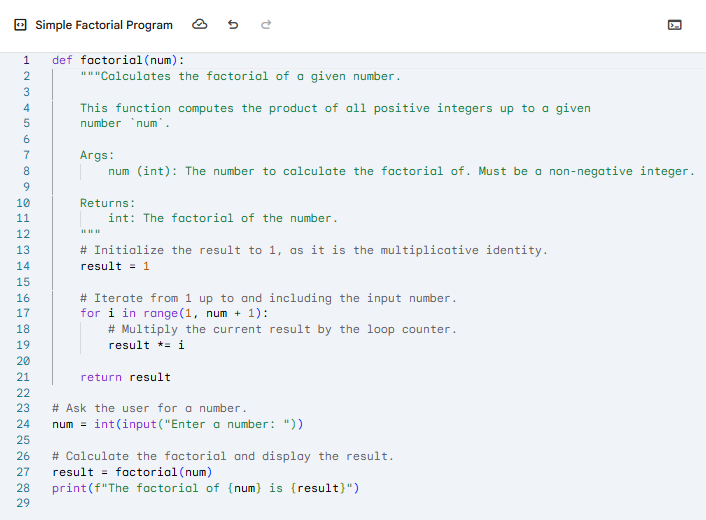 Simple Factorial Program
1 def factorial(num):
2     """Calculates the factorial of a given number.
3
4     This function computes the product of all positive integers up to a given
5     number `num`.
6
7     Args:
8         num (int): The number to calculate the factorial of. Must be a non-negative integer.
9
10     Returns:
11         int: The factorial of the number.
12     """
13     # Initialize the result to 1, as it is the multiplicative identity.
14     result = 1
15
16     # Iterate from 1 up to and including the input number.
17     for i in range(1, num + 1):
18         # Multiply the current result by the loop counter.
19         result *= i
20
21     return result
22
23 # Ask the user for a number.
24 num = int(input("Enter a number: "))
25
26 # Calculate the factorial and display the result.
27 result = factorial(num)
28 print(f"The factorial of {num} is {result}")
29